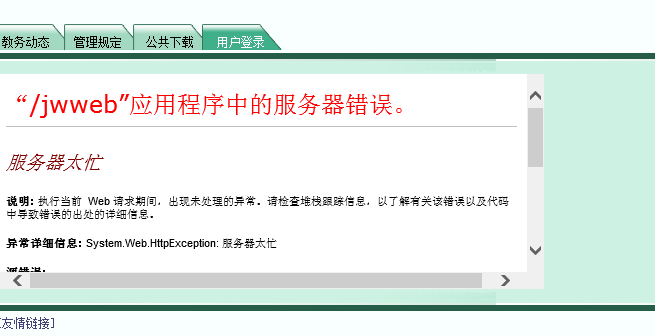 教务动态 管理规定 公共下载 用户登录
“/jwweb”应用程序中的服务器错误。
服务器太忙
说明: 执行当前 Web 请求期间，出现未处理的异常。请检查堆栈跟踪信息，以了解有关该错误以及代码
中导致错误的出处的详细信息。
异常详细信息: System.Web.HttpException: 服务器太忙
源错误:
[友情链接]